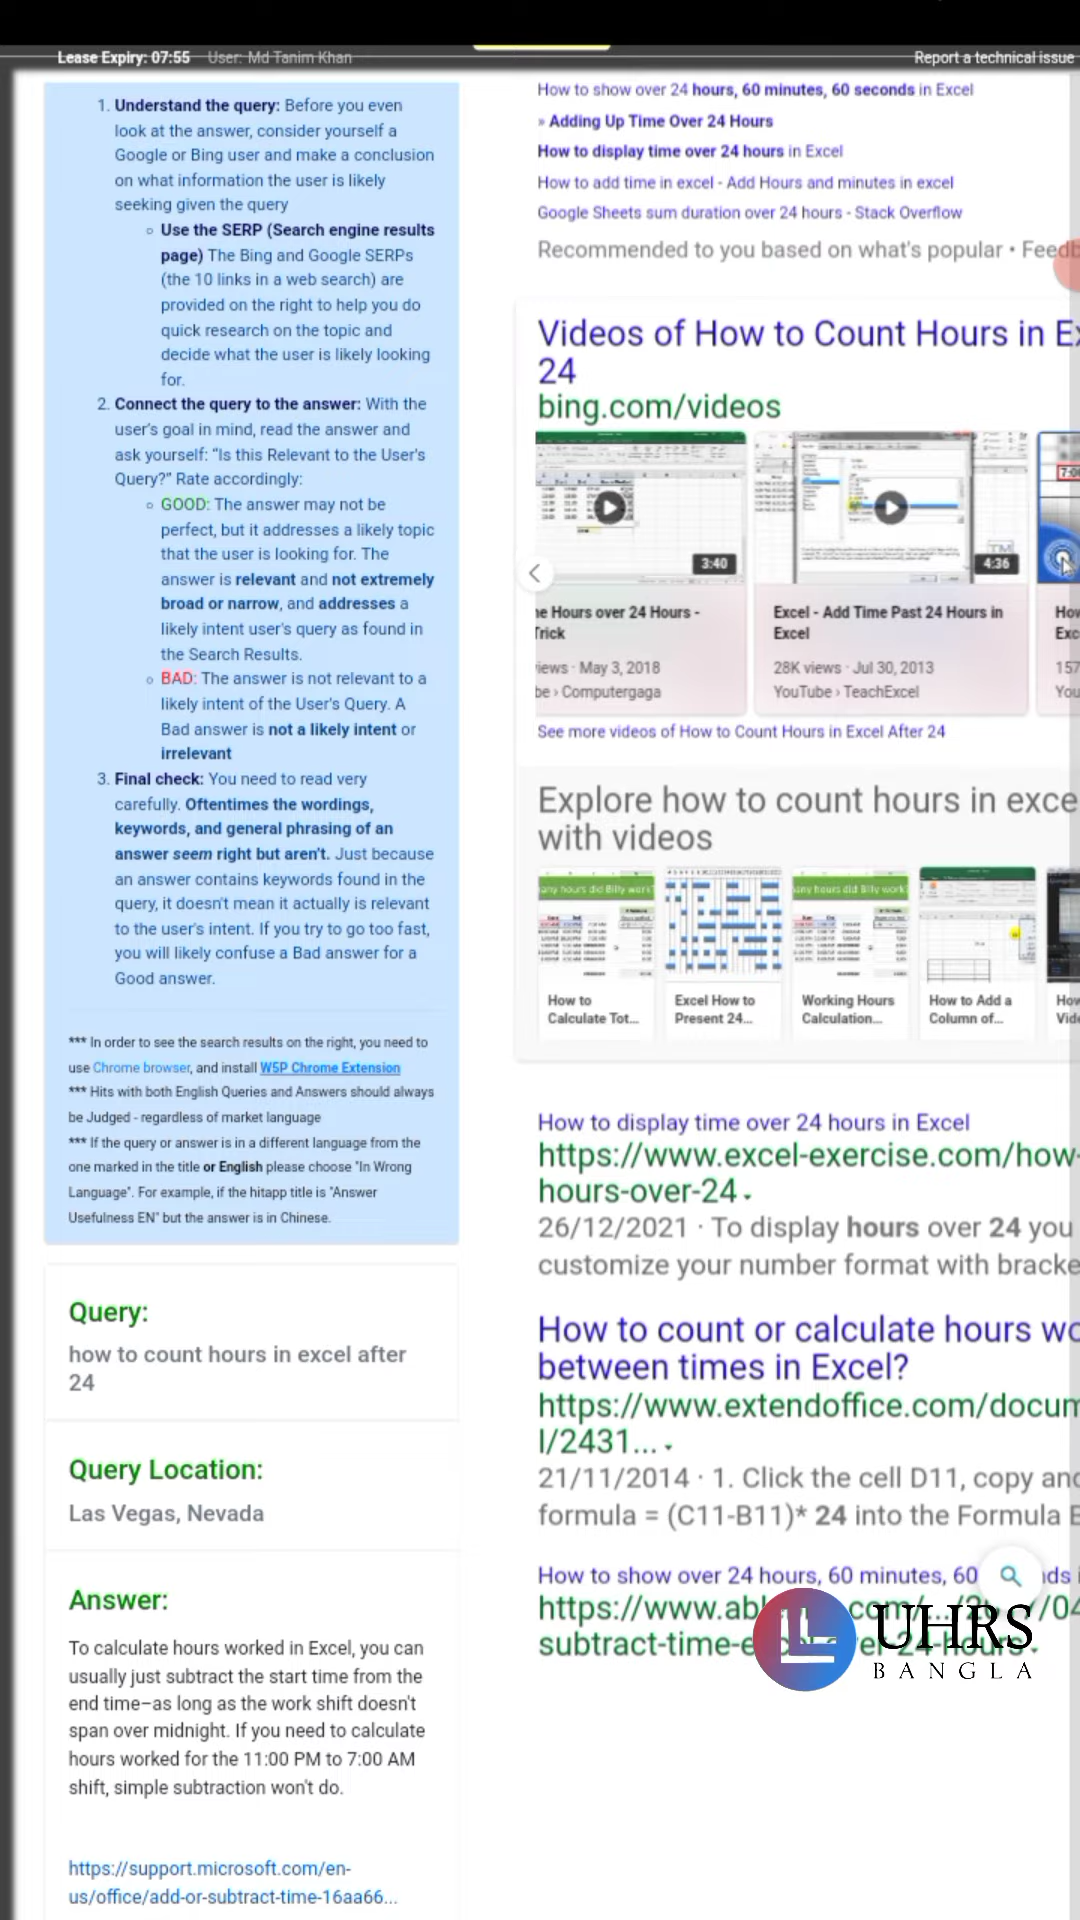 Lease Expiry: 07:55 User: Md Tanim Khan
Report a technical issue
1. Understand the query: Before you even
look at the answer, consider yourself a
Google or Bing user and make a conclusion
on what information the user is likely
seeking given the query
Use the SERP (Search engine results
page) The Bing and Google SERPs
(the 10 links in a web search) are
provided on the right to help you do
quick research on the topic and
decide what the user is likely looking
for.
2. Connect the query to the answer: With the
user's goal in mind, read the answer and
ask yourself: "Is this Relevant to the User's
Query?" Rate accordingly:
GOOD: The answer may not be
perfect, but it addresses a likely topic
that the user is looking for. The
answer is relevant and not extremely
broad or narrow, and addresses a
likely intent user's query as found in
the Search Results.
BAD: The answer is not relevant to a
likely intent of the User's Query. A
Bad answer is not a likely intent or
irrelevant
3. Final check: You need to read very
carefully. Oftentimes the wordings,
keywords, and general phrasing of an
answer seem right but aren't. Just because
an answer contains keywords found in the
query, it doesn't mean it actually is relevant
to the user's intent. If you try to go too fast,
you will likely confuse a Bad answer for a
Good answer.
*** In order to see the search results on the right, you need to
use Chrome browser, and install WSP Chrome Extension
*** Hits with both English Queries and Answers should always
be Judged - regardless of market language
*** If the query or answer is in a different language from the
one marked in the title or English please choose "In Wrong
Language". For example, if the hitapp title is "Answer
Usefulness EN" but the answer is in Chinese.
Query:
how to count hours in excel after
24
Query Location:
Las Vegas, Nevada
Answer:
To calculate hours worked in Excel, you can
usually just subtract the start time from the
end time–as long as the work shift doesn't
span over midnight. If you need to calculate
hours worked for the 11:00 PM to 7:00 AM
shift, simple subtraction won't do.
https://support.microsoft.com/en-
us/office/add-or-subtract-time-16aa66...
How to show over 24 hours, 60 minutes, 60 seconds in Excel
» Adding Up Time Over 24 Hours
How to display time over 24 hours in Excel
How to add time in excel - Add Hours and minutes in excel
Google Sheets sum duration over 24 hours - Stack Overflow
Recommended to you based on what's popular • Feedb
Videos of How to Count Hours in Ex
24
bing.com/videos
3:40
4:36
7:0
ne Hours over 24 Hours -
Trick
iews · May 3, 2018
be › Computergaga
Excel - Add Time Past 24 Hours in
Excel
28K views · Jul 30, 2013
YouTube › TeachExcel
How
Exc
157
You
See more videos of How to Count Hours in Excel After 24
Explore how to count hours in exce
with videos
any hours did Billy work?
any hours did Billy work?
How to
Calculate Tot...
Excel How to
Present 24...
Working Hours
Calculation...
How to Add a
Column of...
How
Vide
How to display time over 24 hours in Excel
https://www.excel-exercise.com/how-
hours-over-24
26/12/2021 · To display hours over 24 you
customize your number format with bracke
How to count or calculate hours wo
between times in Excel?
https://www.extendoffice.com/docum
l/2431...
21/11/2014 · 1. Click the cell D11, copy and
formula = (C11-B11)* 24 into the Formula B
How to show over 24 hours, 60 minutes, 60 nds i
https://www.abl com/.../2 /04
subtract-time-e er-24-hours
UHRS
BANGLA